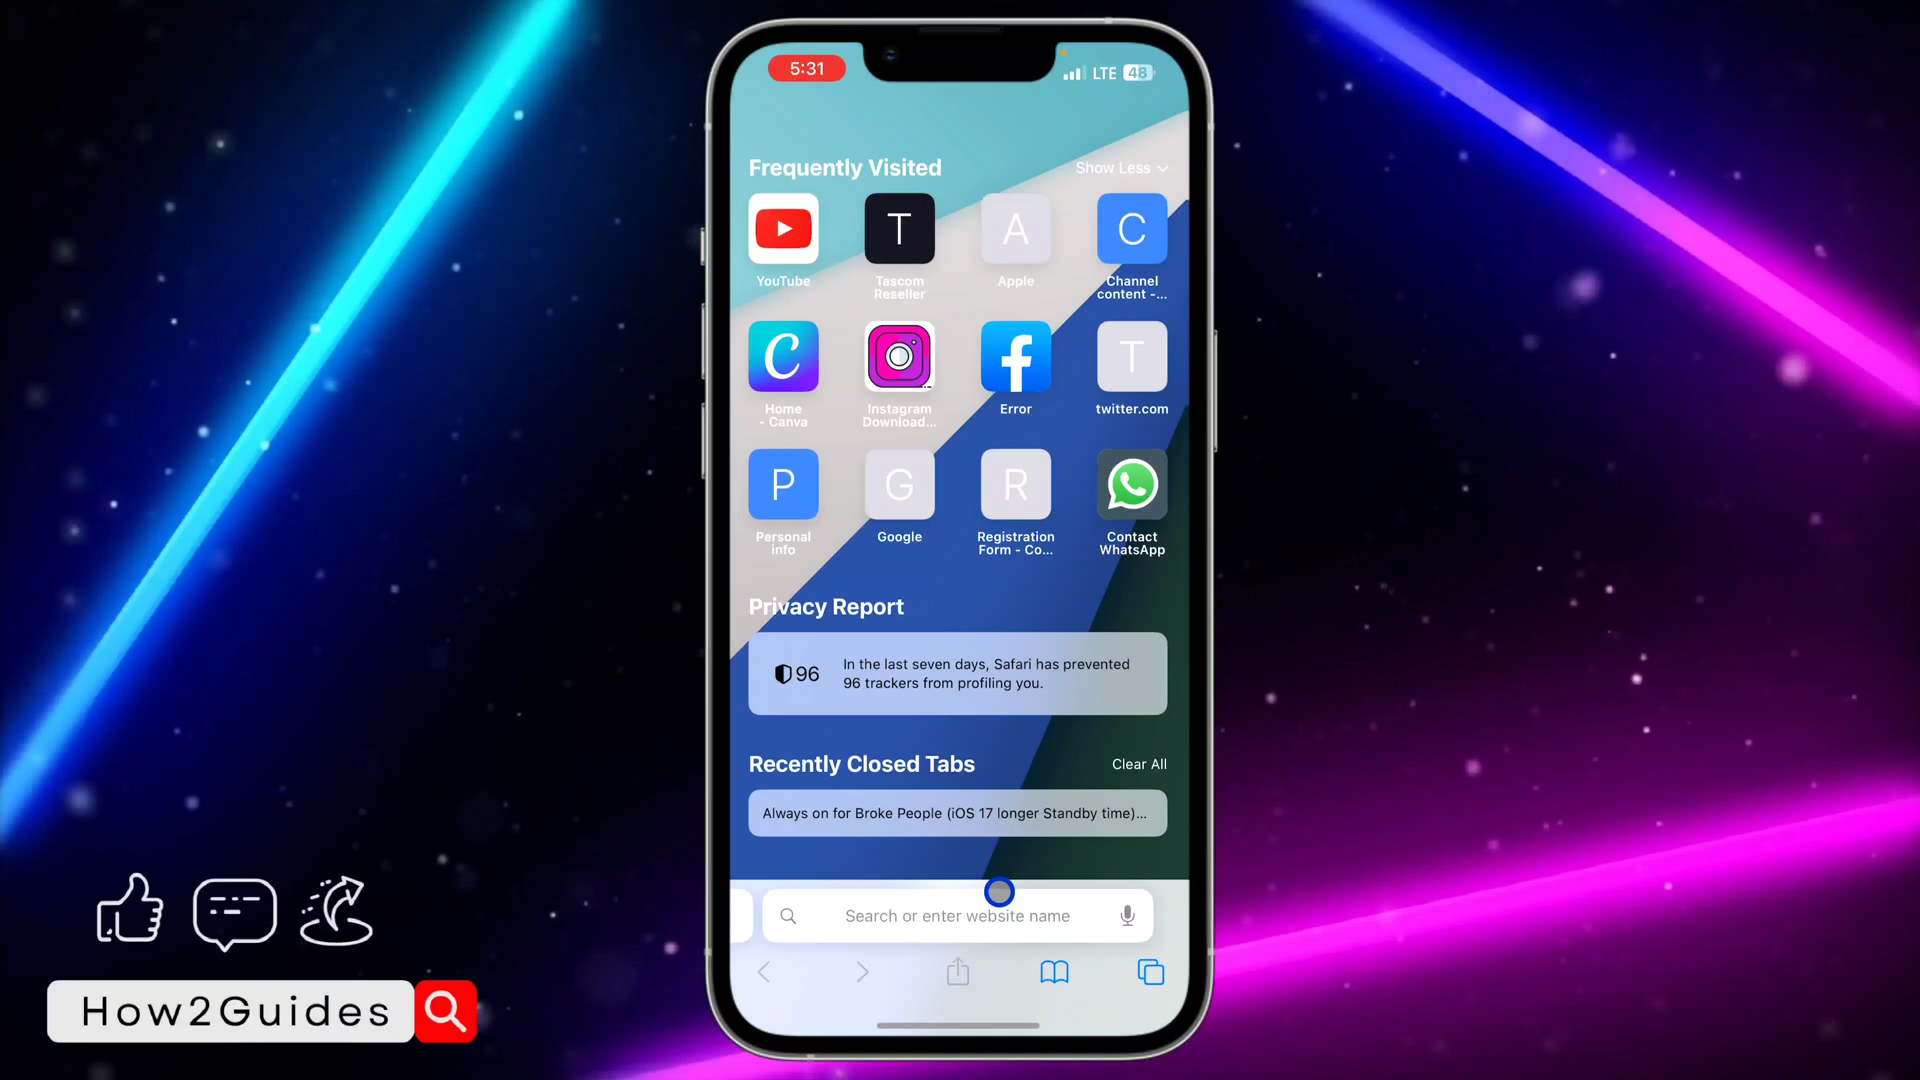 5:31
LTE 48
Frequently Visited
Show Less
T
A
C
YouTube
Tascom
Reseller
Apple
Channel
content -...
C
f
T
Home
- Canva
Instagram
Download...
Error
twitter.com
P
G
R
Personal
info
Google
Registration
Form - Co...
Contact
WhatsApp
Privacy Report
96
In the last seven days, Safari has prevented
96 trackers from profiling you.
Recently Closed Tabs
Clear All
Always on for Broke People (iOS 17 longer Standby time)...
Search or enter website name
How2Guides